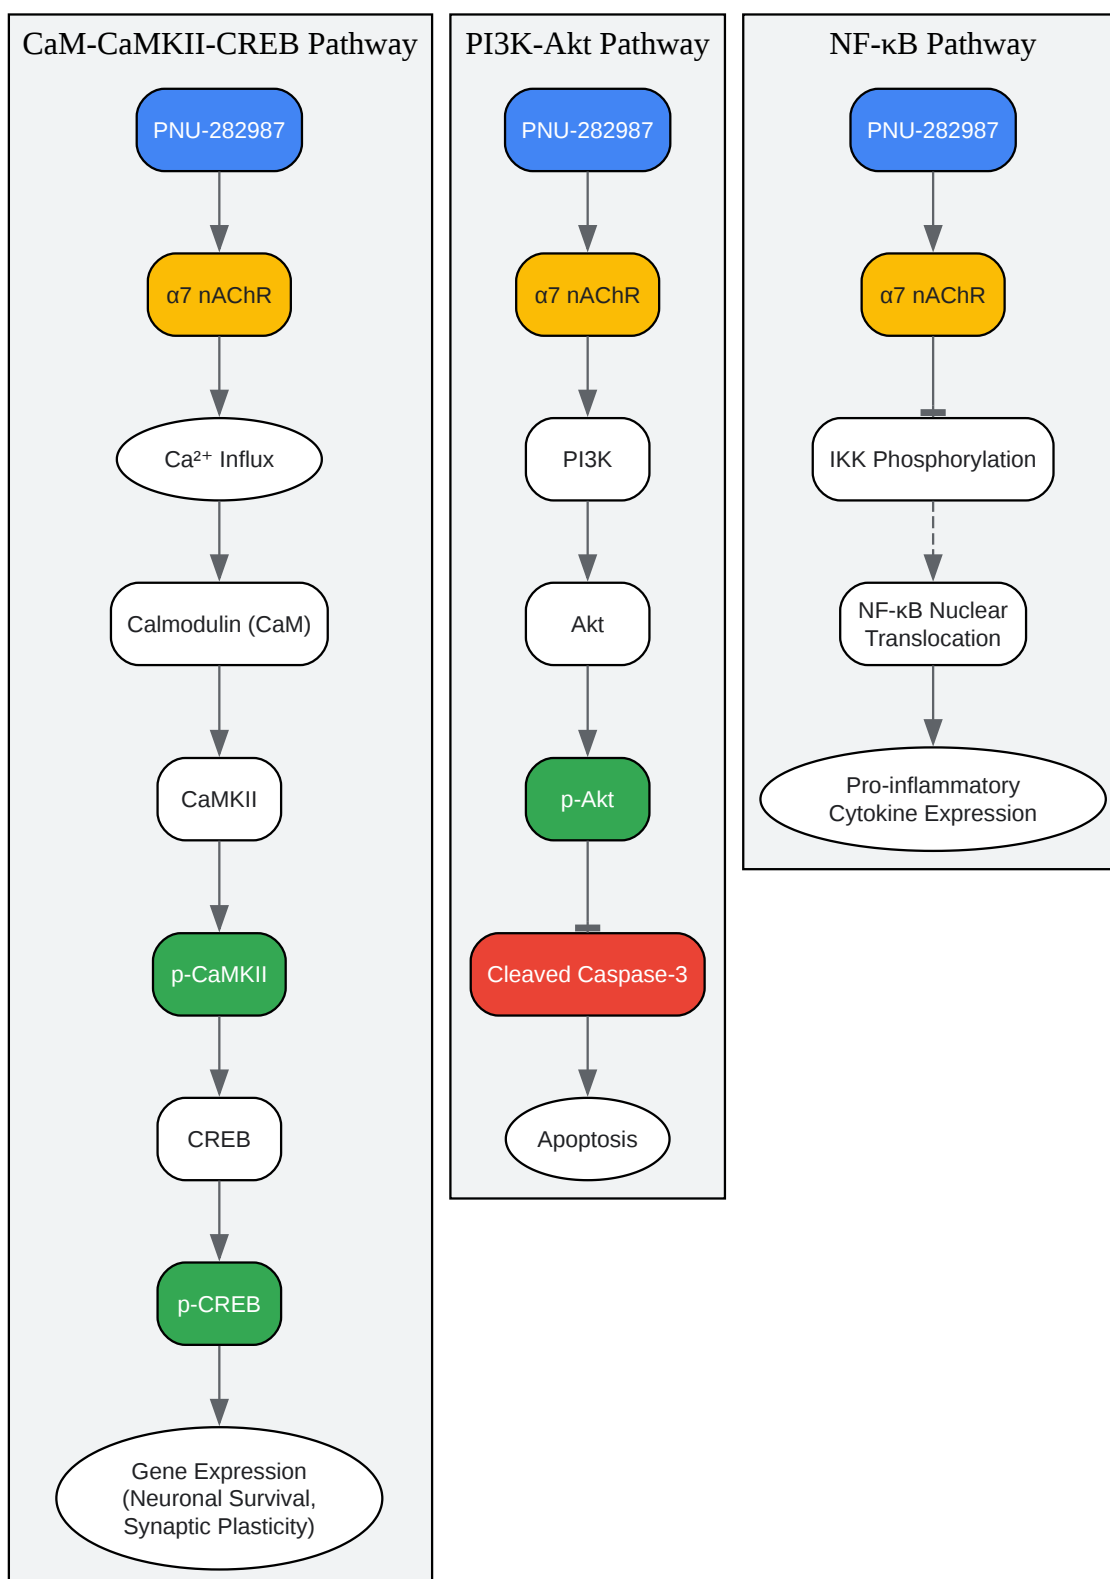 CaM-CaMKII-CREB Pathway
PNU-282987
α7 nAChR
Ca²⁺ Influx
Calmodulin (CaM)
CaMKII
p-CaMKII
CREB
p-CREB
Gene Expression
(Neuronal Survival,
Synaptic Plasticity)
PI3K-Akt Pathway
PNU-282987
α7 nAChR
PI3K
Akt
p-Akt
Cleaved Caspase-3
Apoptosis
NF-κB Pathway
PNU-282987
α7 nAChR
IKK Phosphorylation
NF-κB Nuclear
Translocation
Pro-inflammatory
Cytokine Expression